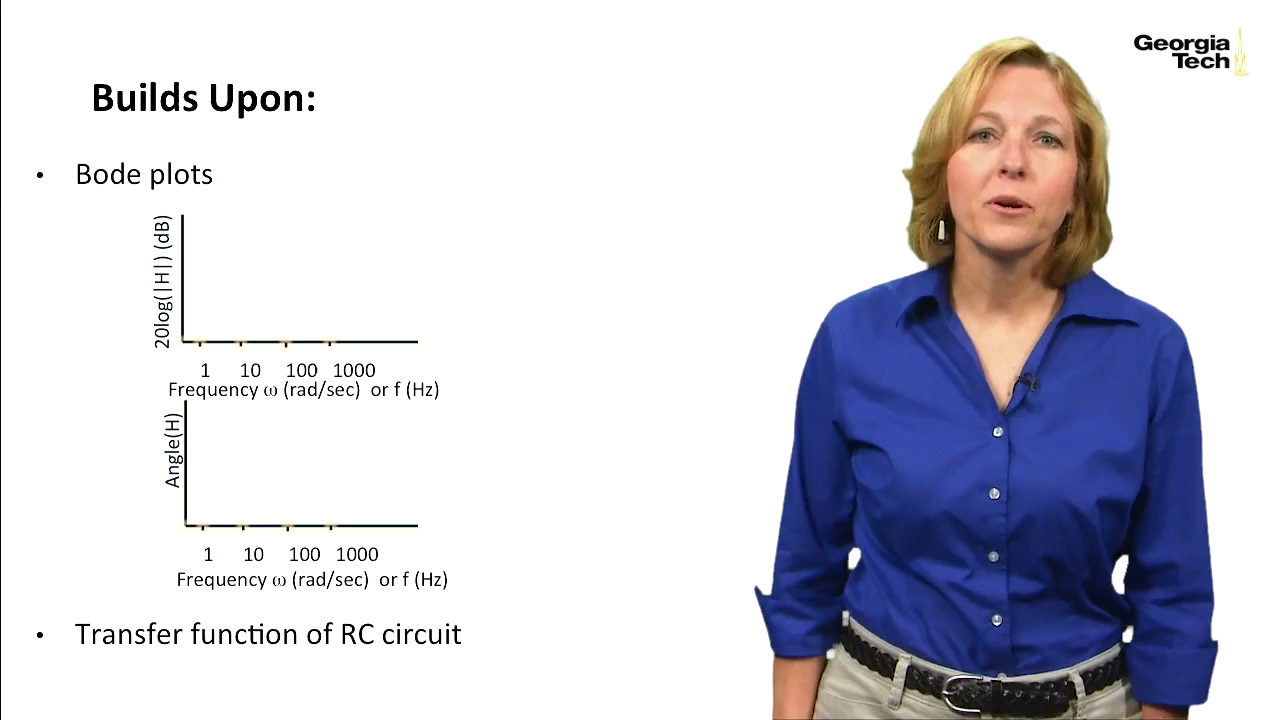 Georgia
Tech
Builds Upon:
• Bode plots
20log(|H|) (dB)
1 10 100 1000
Frequency ω (rad/sec) or f (Hz)
Angle(H)
1 10 100 1000
Frequency ω (rad/sec) or f (Hz)
• Transfer function of RC circuit